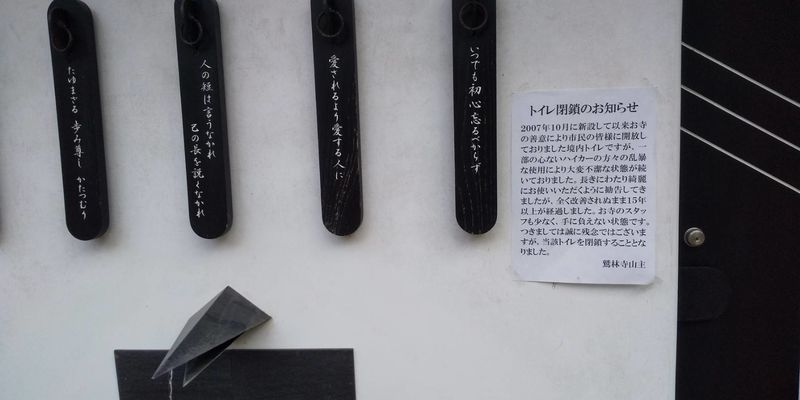 いつでも初心忘るべからず
愛されるより愛する人に
人の短は言うなかれ
己の長を説くなかれ
たゆまざる 歩み尊し かたつむり
トイレ閉鎖のお知らせ
2007年10月に新設して以来お寺
の善意により市民の皆様に開放し
ておりました境内トイレですが、一
部の心ないハイカーの方々の乱暴
な使用により大変不潔な状態が続
いておりました。長きにわたり綺麗
にお使いいただくように勧告してき
ましたが、全く改善されぬまま15年
以上が経過しました。お寺のスタッ
フも少なく、手に負えない状態です。
つきましては誠に残念ではございま
すが、当該トイレを閉鎖することとな
りました。
鷲林寺山主